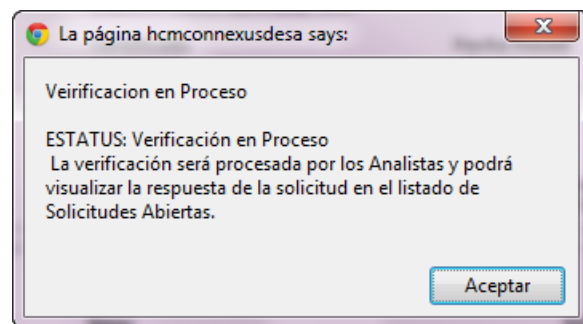 La página hcmconnexusdesa says:
Veirificacion en Proceso
ESTATUS: Verificación en Proceso
La verificación será procesada por los Analistas y podrá
visualizar la respuesta de la solicitud en el listado de
Solicitudes Abiertas.
Aceptar